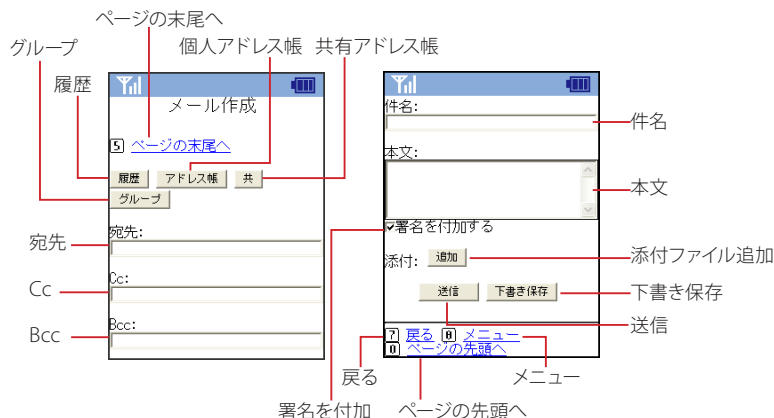 ページの末尾へ
グループ
個人アドレス帳
共有アドレス帳
履歴
メール作成
5 ページの末尾へ
履歴 アドレス帳 共
グループ
宛先
宛先:
Cc
Cc:
Bcc
Bcc:
件名:
件名
本文:
本文
署名を付加する
添付: 追加
添付ファイル追加
送信 下書き保存
下書き保存
送信
7 戻る 8 メニュー
0 ページの先頭へ
戻る
メニュー
署名を付加
ページの先頭へ